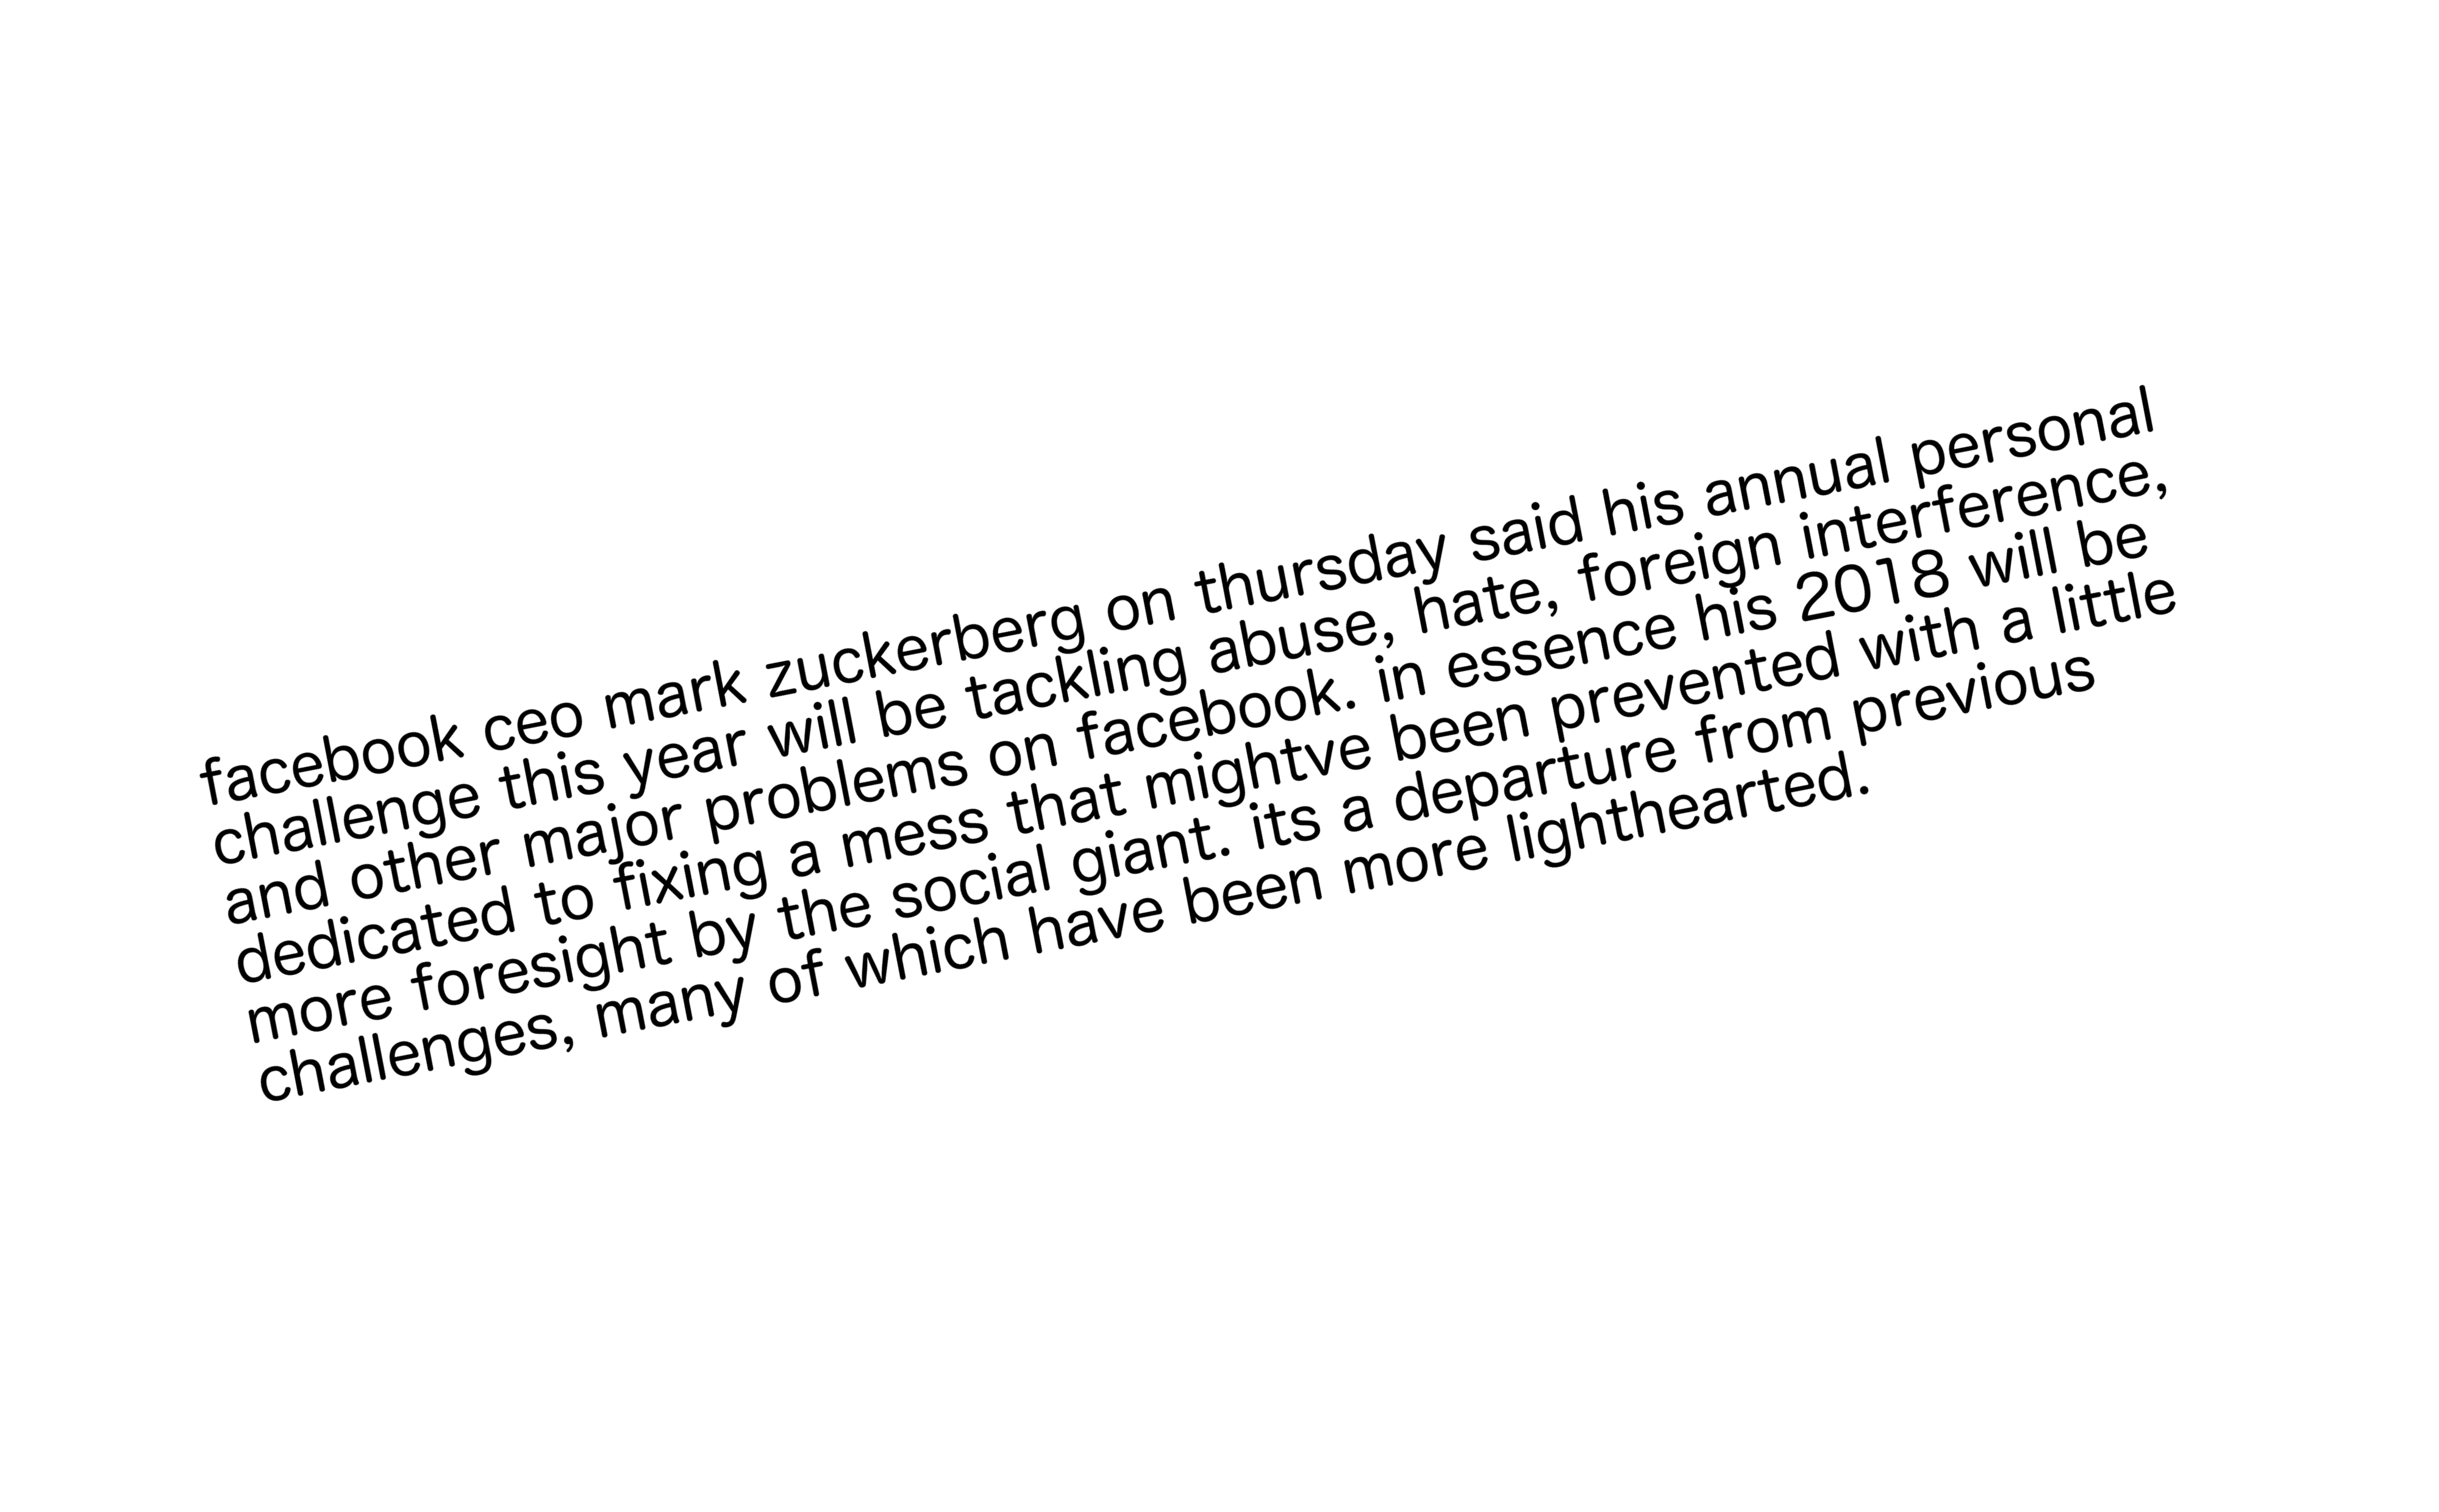 facebook ceo mark zuckerberg on thursday said his annual personal
challenge this year will be tackling abuse, hate, foreign interference,
and other major problems on facebook. in essence his 2018 will be
dedicated to fixing a mess that mightve been prevented with a little
more foresight by the social giant. its a departure from previous
challenges, many of which have been more lighthearted.